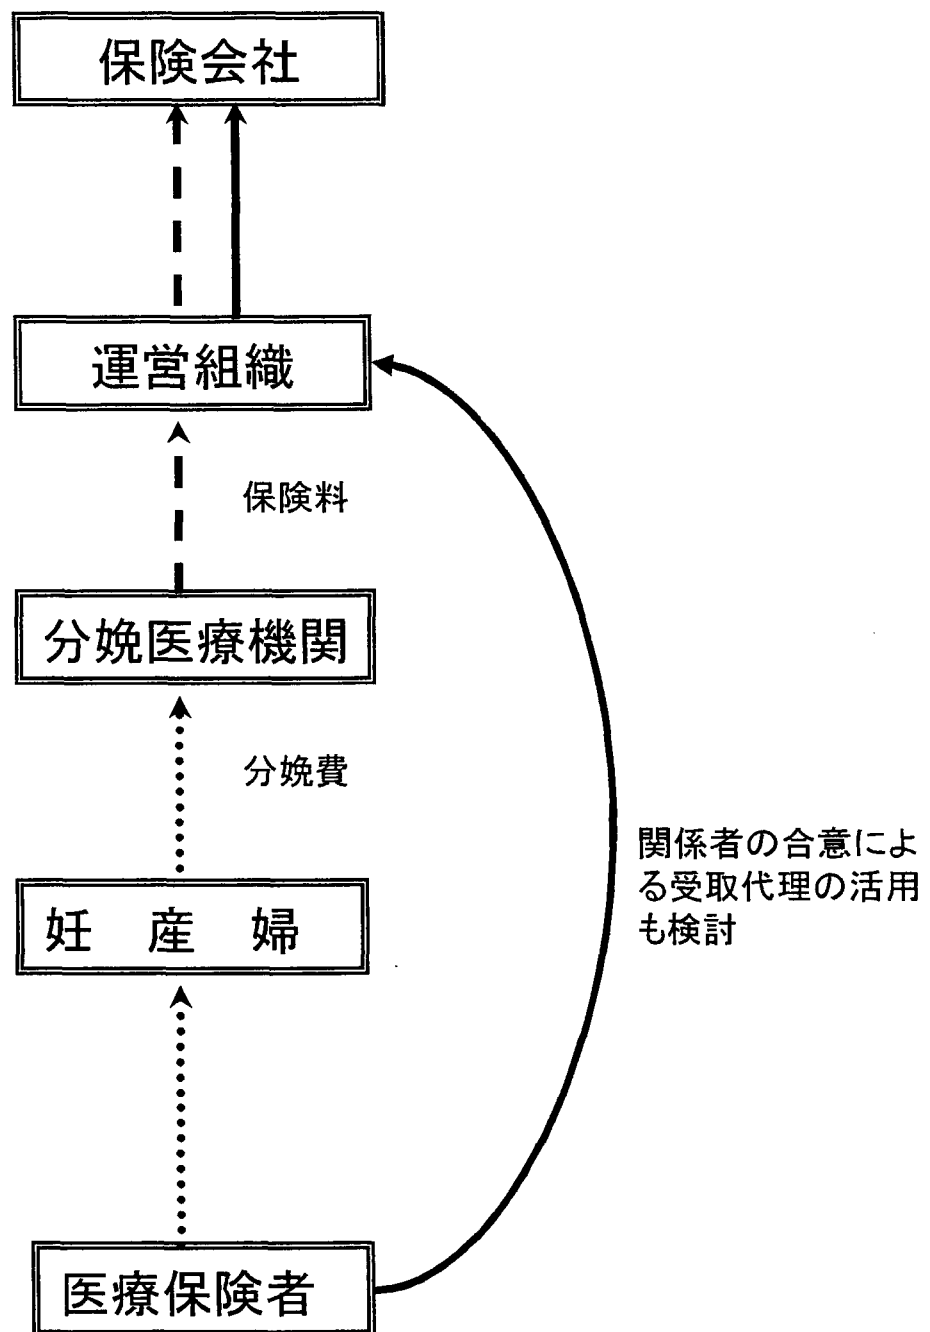 保険会社
運営組織
保険料
分娩医療機関
分娩費
関係者の合意によ
る受取代理の活用
も検討
妊 産 婦
医療保険者